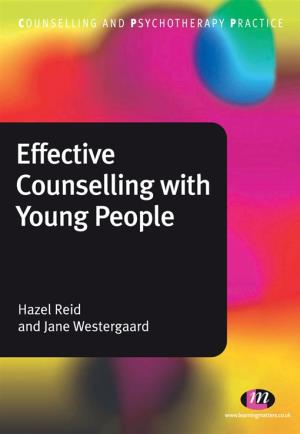 COUNSELLING AND PSYCHOTHERAPY PRACTICE
Effective
Counselling with
Young People
Hazel Reid
and Jane Westergaard
m
www.learningmatters.co.uk